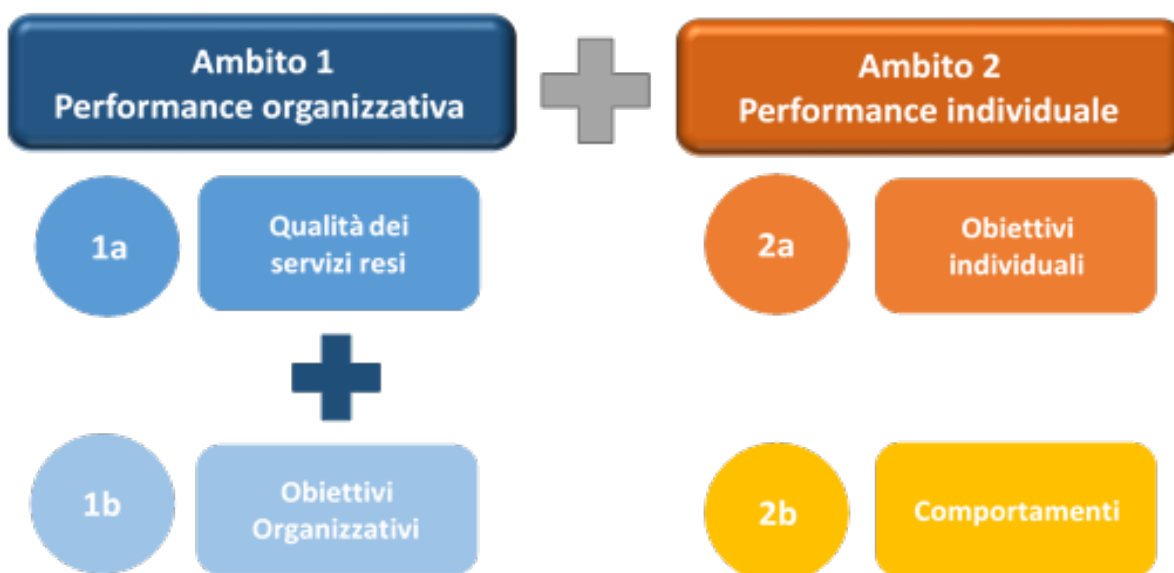 Ambito 1
Performance organizzativa
Ambito 2
Performance individuale
1a
Qualità dei
servizi resi
2a
Obiettivi
individuali
1b
Obiettivi
Organizzativi
2b
Comportamenti